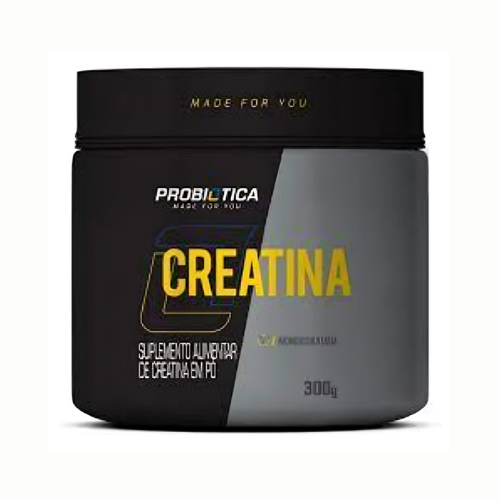 MADE FOR YOU
PROBIOTICA
MADE FOR YOU
CREATINA
SUPLEMENTO ALIMENTAR
DE CREATINA EM PÓ
300g